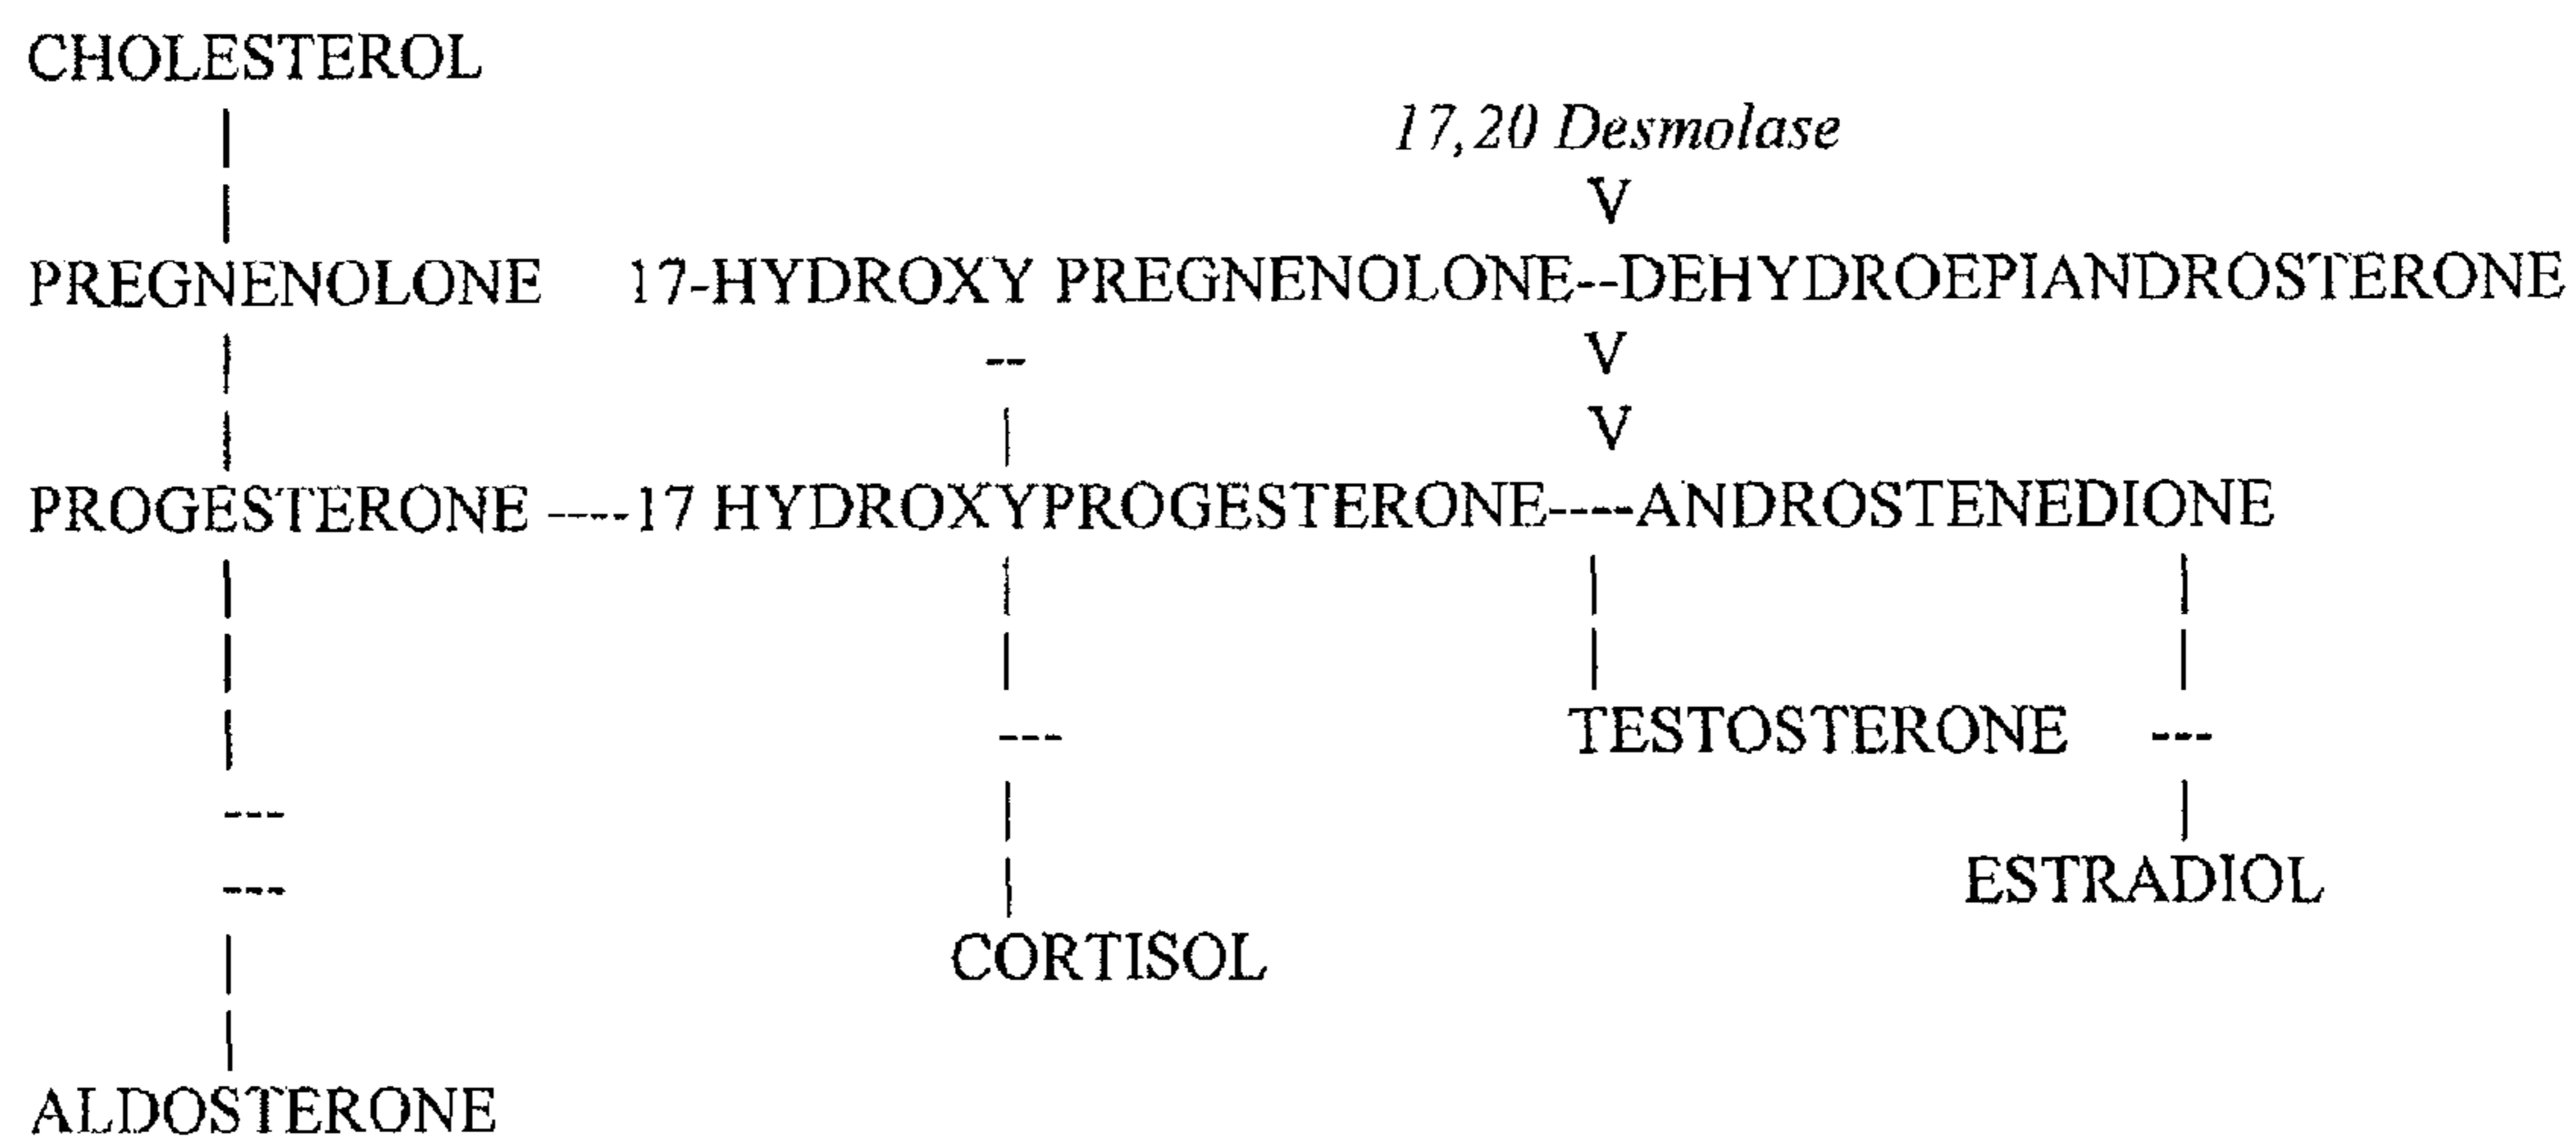 CHOLESTEROL
17,20 Desmolase
V
PREGNENOLONE 17-HYDROXY PREGNENOLONE--DEHYDROEPIANDROSTERONE
-- V
V
PROGESTERONE ----17 HYDROXYPROGESTERONE----ANDROSTENEDIONE
TESTOSTERONE ---
---
---
ESTRADIOL
---
CORTISOL
ALDOSTERONE